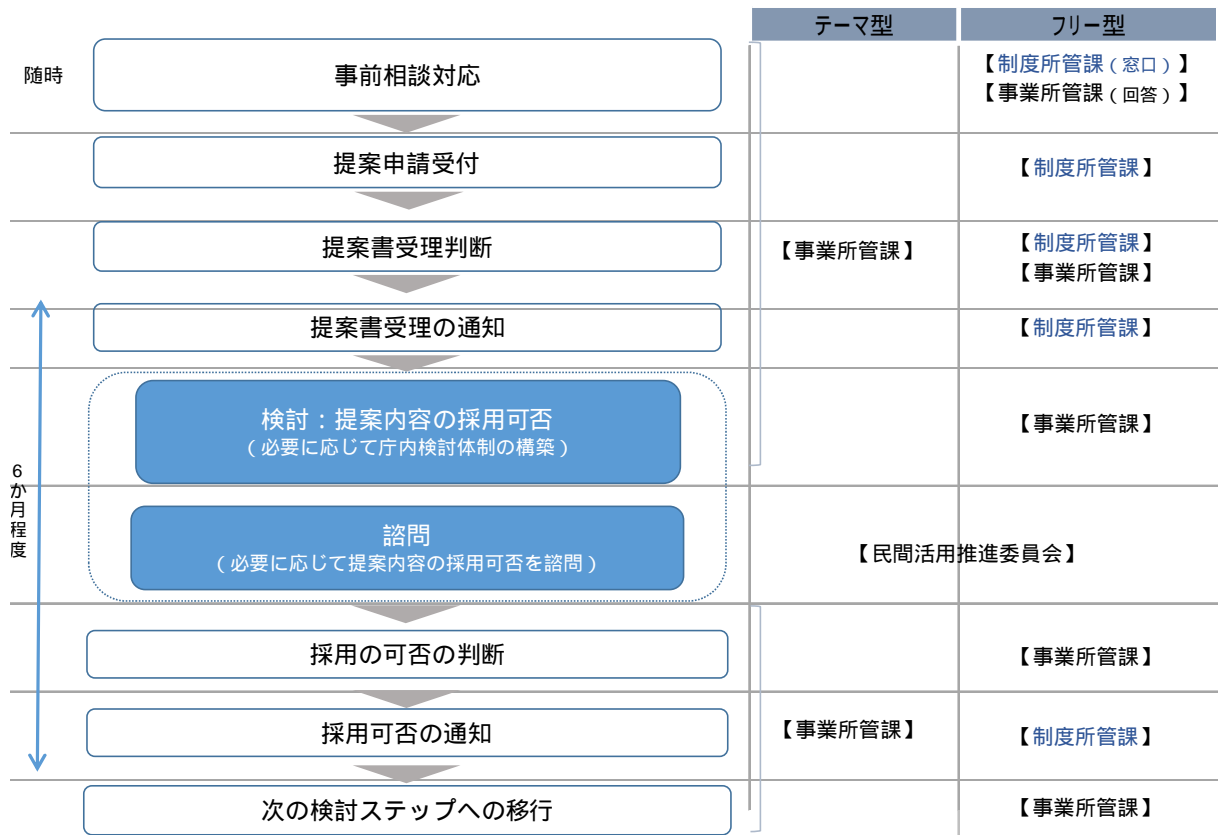 テーマ型
フリー型
随時
事前相談対応
【制度所管課(窓口)】
【事業所管課(回答)】
提案申請受付
【制度所管課】
提案書受理判断
【事業所管課】
【制度所管課】
【事業所管課】
提案書受理の通知
【制度所管課】
6か月程度
検討:提案内容の採用可否
(必要に応じて庁内検討体制の構築)
【事業所管課】
諮問
(必要に応じて提案内容の採用可否を諮問)
【民間活用推進委員会】
採用の可否の判断
【事業所管課】
採用可否の通知
【事業所管課】
【制度所管課】
次の検討ステップへの移行
【事業所管課】